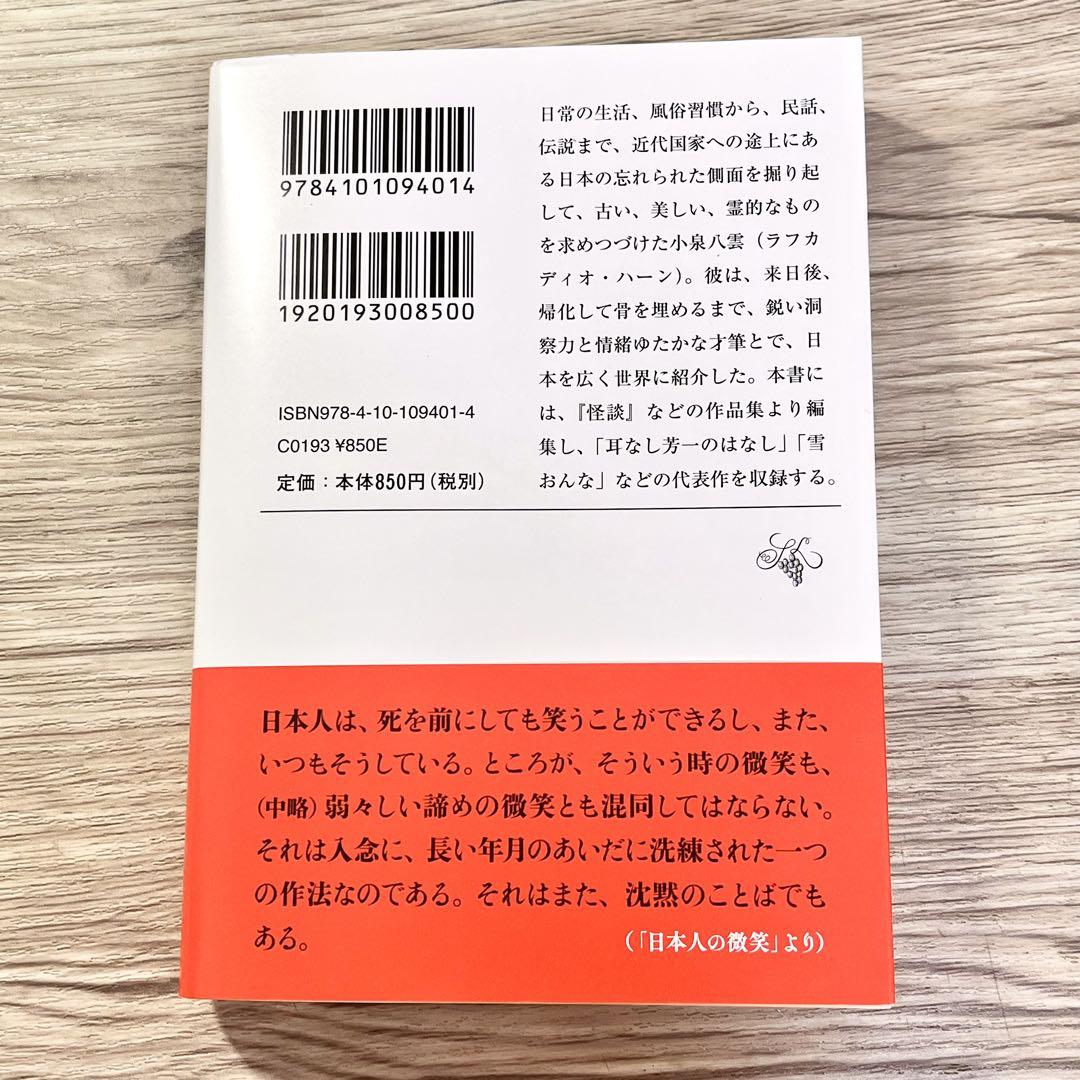 9784101094014
1920193008500
ISBN978-4-10-109401-4
C0193 ¥850E
定価：本体850円(税別)
日常の生活、風俗習慣から、民話、
伝説まで、近代国家への途上にあ
る日本の忘れられた側面を掘り起
して、古い、美しい、霊的なもの
を求めつづけた小泉八雲（ラフカ
ディオ・ハーン）。彼は、来日後、
帰化して骨を埋めるまで、鋭い洞
察力と情緒ゆたかな才筆とで、日
本を広く世界に紹介した。本書に
は、『怪談』などの作品集より編
集し、「耳なし芳一のはなし」「雪
おんな」などの代表作を収録する。
日本人は、死を前にしても笑うことができるし、また、
いつもそうしている。ところが、そういう時の微笑も、
(中略)弱々しい諦めの微笑とも混同してはならない。
それは入念に、長い年月のあいだに洗練された一つ
の作法なのである。それはまた、沈黙のことばでも
ある。
（「日本人の微笑」より）